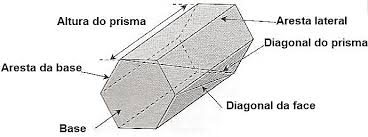 Altura do prisma
Aresta lateral
Diagonal do prisma
Aresta da base
Diagonal da face
Base